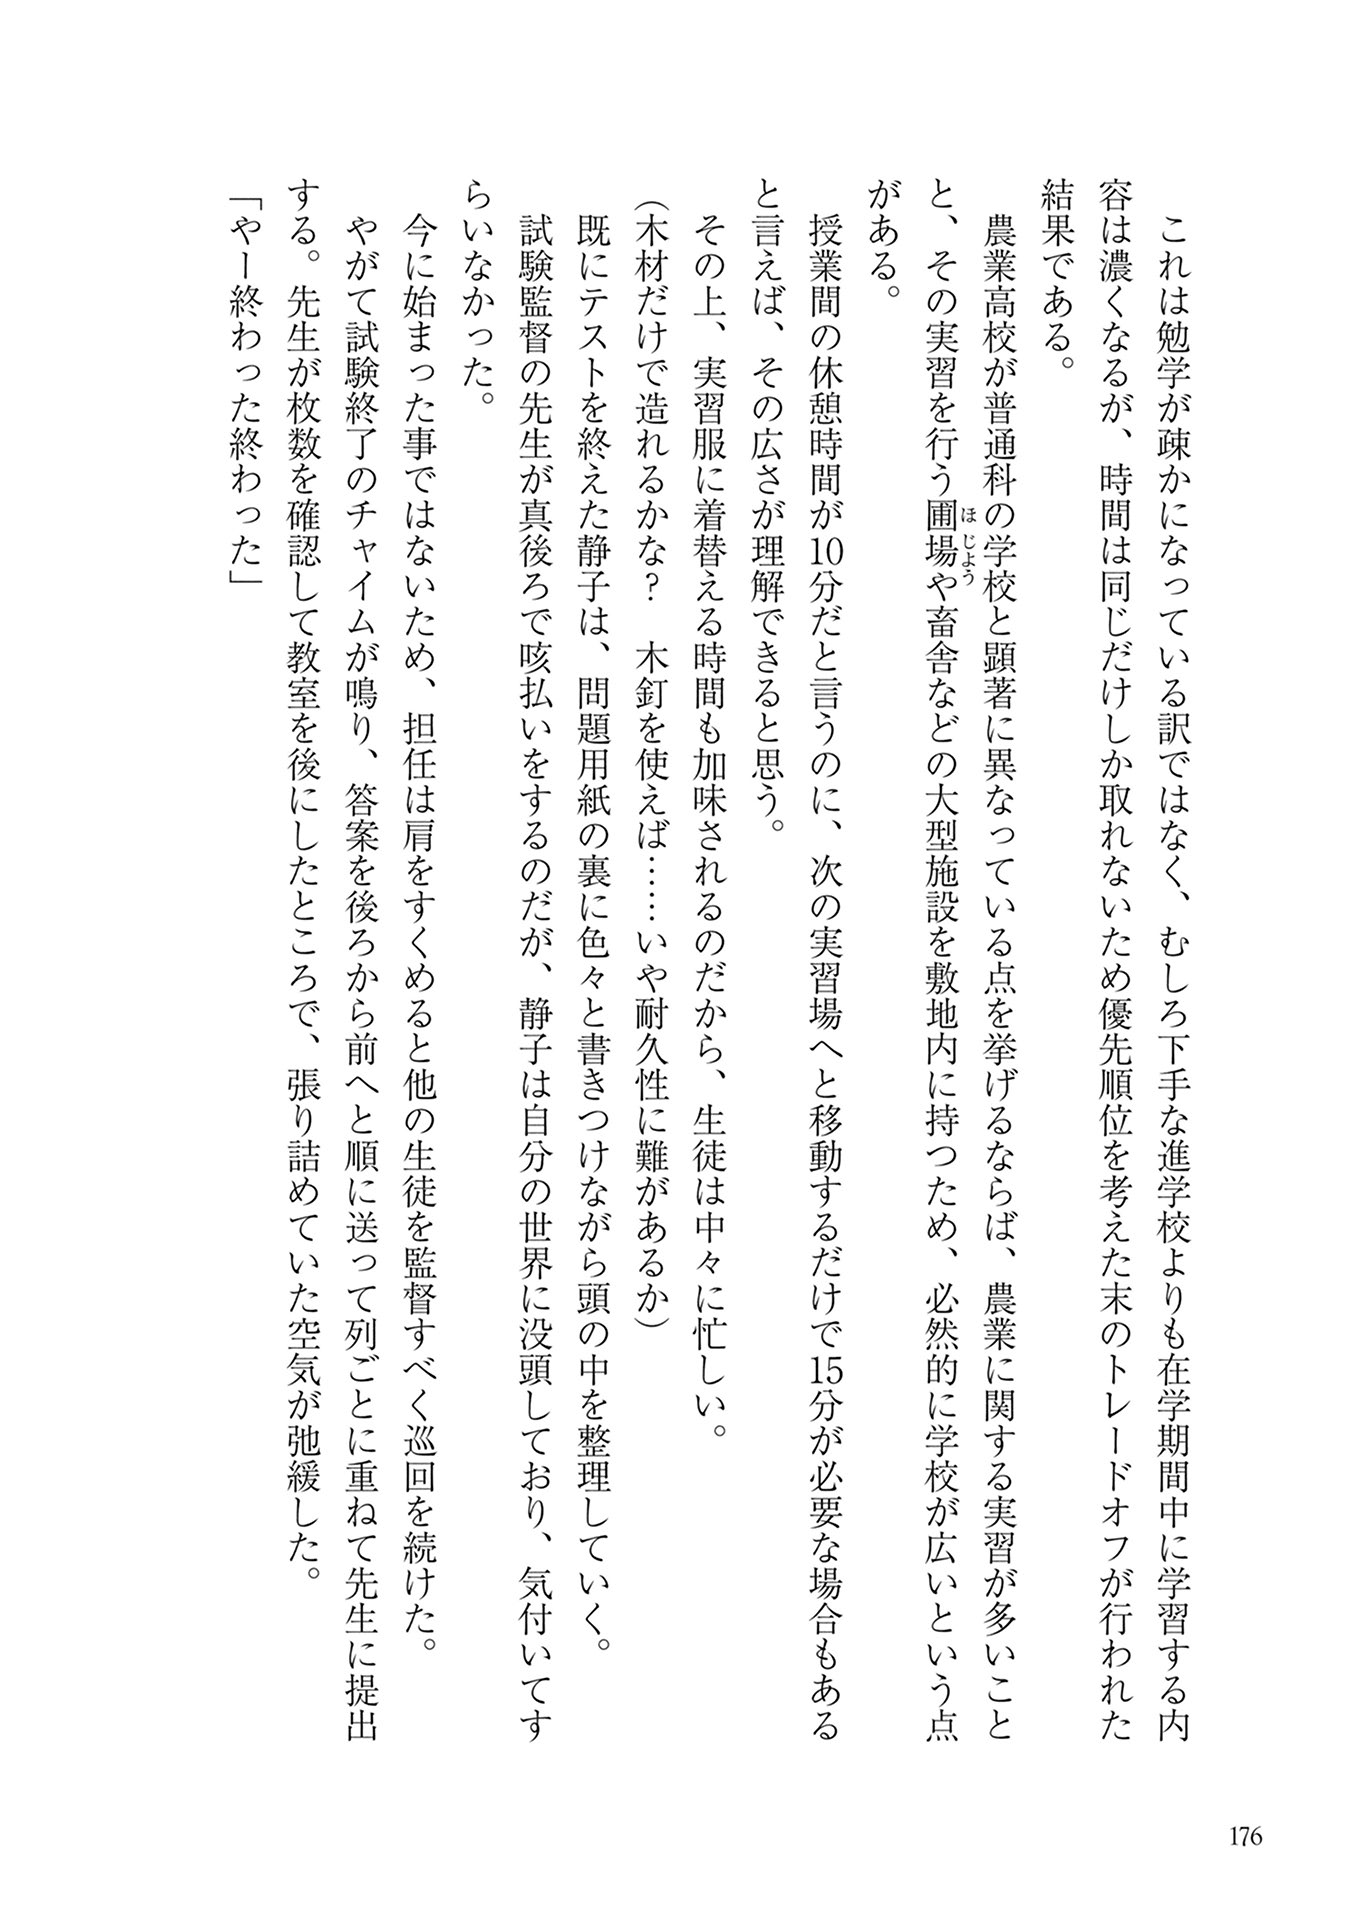 これは勉学が疎かになっている訳ではなく、むしろ下手な進学校よりも在学期間中に学習する内
容は濃くなるが、時間は同じだけしか取れないため優先順位を考えた末のトレードオフが行われた
結果である。
　農業高校が普通科の学校と顕著に異なっている点を挙げるならば、農業に関する実習が多いこと
と、その実習を行う圃場(ほじょう)や畜舎などの大型施設を敷地内に持つため、必然的に学校が広いという点
がある。
　授業間の休憩時間が10分だと言うのに、次の実習場へと移動するだけで15分が必要な場合もある
と言えば、その広さが理解できると思う。
　その上、実習服に着替える時間も加味されるのだから、生徒は中々に忙しい。
（木材だけで造れるかな？　木釘を使えば……いや耐久性に難があるか）
　既にテストを終えた静子は、問題用紙の裏に色々と書きつけながら頭の中を整理していく。
　試験監督の先生が真後ろで咳払いをするのだが、静子は自分の世界に没頭しており、気付いてす
らいなかった。
　今に始まった事ではないため、担任は肩をすくめると他の生徒を監督すべく巡回を続けた。
　やがて試験終了のチャイムが鳴り、答案を後ろから前へと順に送って列ごとに重ねて先生に提出
する。先生が枚数を確認して教室を後にしたところで、張り詰めていた空気が弛緩した。
「やー終わった終わった」
176